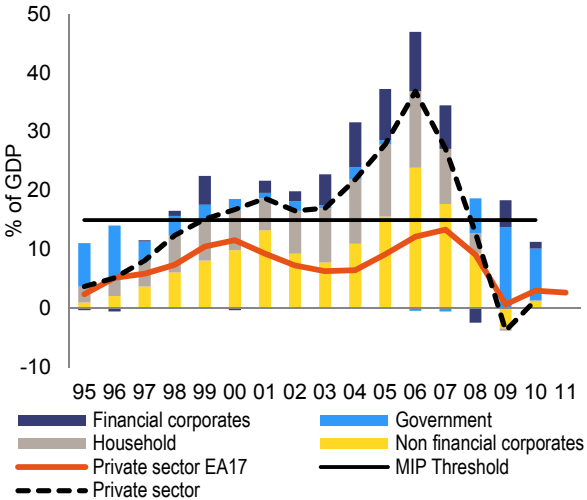 50
40
30
20
10
0
-10
% of GDP
95 96 97 98 99 00 01 02 03 04 05 06 07 08 09 10 11
Financial corporates Government
Household Non financial corporates
Private sector EA17 MIP Threshold
Private sector